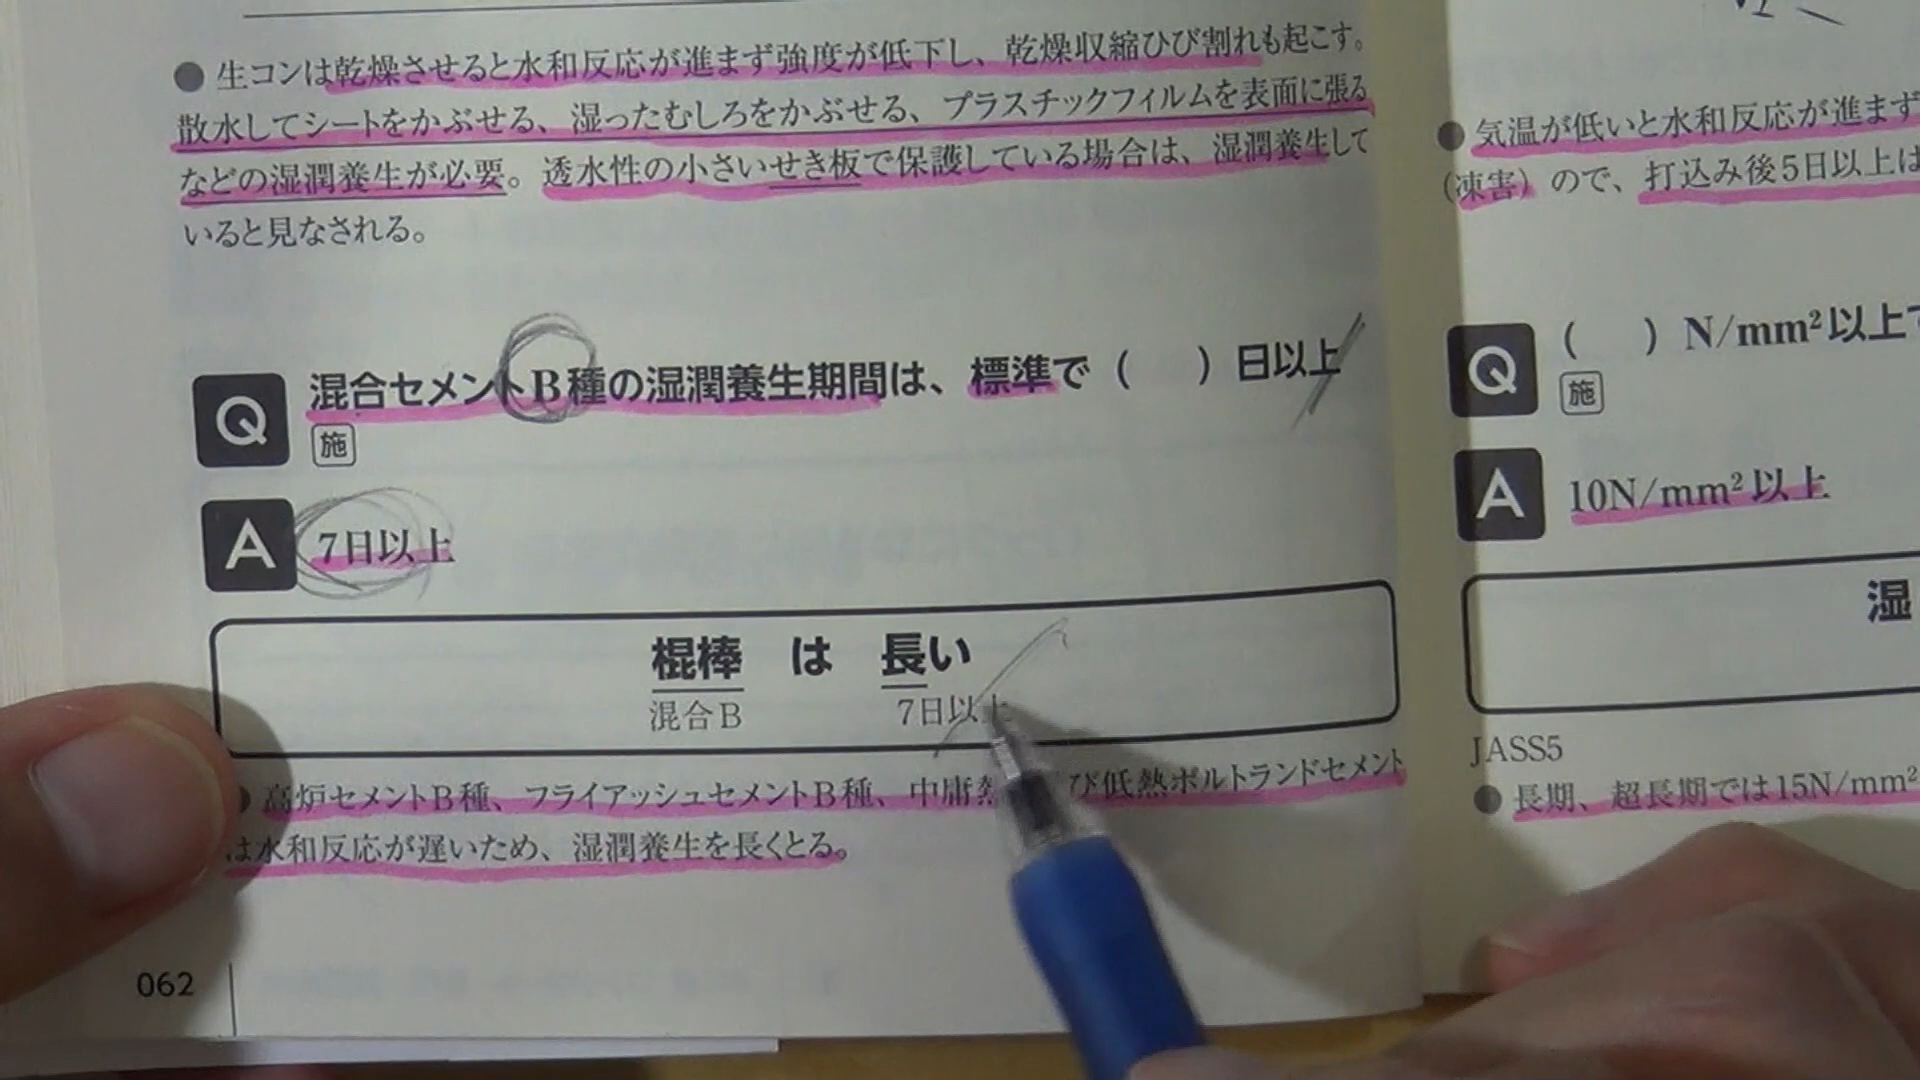 ● 生コンは乾燥させると水和反応が進まず強度が低下し、乾燥収縮ひび割れも起こす。
散水してシートをかぶせる、湿ったむしろをかぶせる、プラスチックフィルムを表面に張る
などの湿潤養生が必要。透水性の小さいせき板で保護している場合は、湿潤養生して
いると見なされる。
Q 混合セメントB種の湿潤養生期間は、標準で（　）日以上
施
A 7日以上
棍棒 は 長い
混合B 7日以上
高炉セメントB種、フライアッシュセメントB種、中庸熱 び低熱ポルトランドセメント
は水和反応が遅いため、湿潤養生を長くとる。
062
● 気温が低いと水和反応が進まず
（凍害）ので、打込み後5日以上は
Q （　）N/mm²以上で
施
A 10N/mm²以上
湿
JASS5
● 長期、超長期では15N/mm²